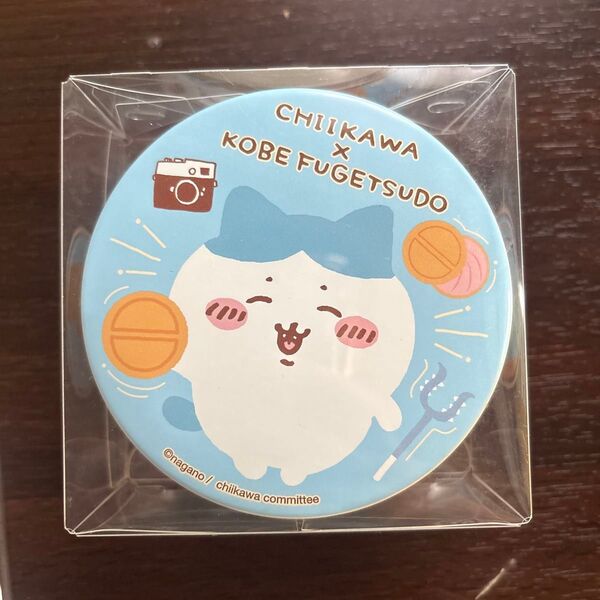 CHIIKAWA
×
KOBE FUGETSUDO
©nagano / chiikawa committee